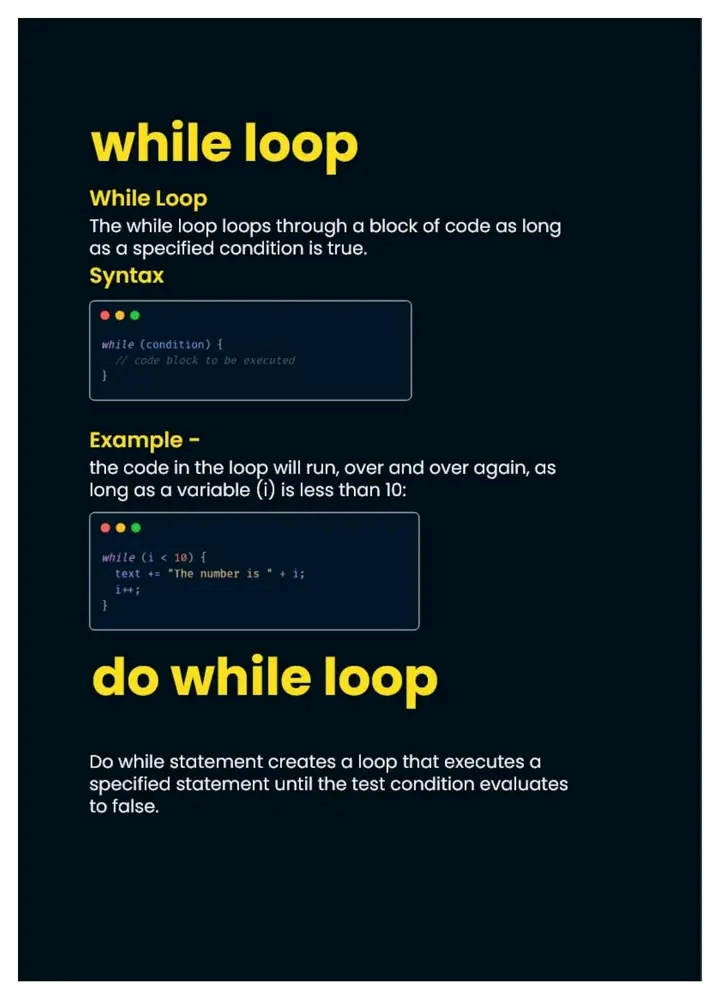 while loop
While Loop
The while loop loops through a block of code as long
as a specified condition is true.
Syntax
while (condition) {
  // code block to be executed
}
Example -
the code in the loop will run, over and over again, as
long as a variable (i) is less than 10:
while (i < 10) {
  text += "The number is " + i;
  i++;
}
do while loop
Do while statement creates a loop that executes a
specified statement until the test condition evaluates
to false.